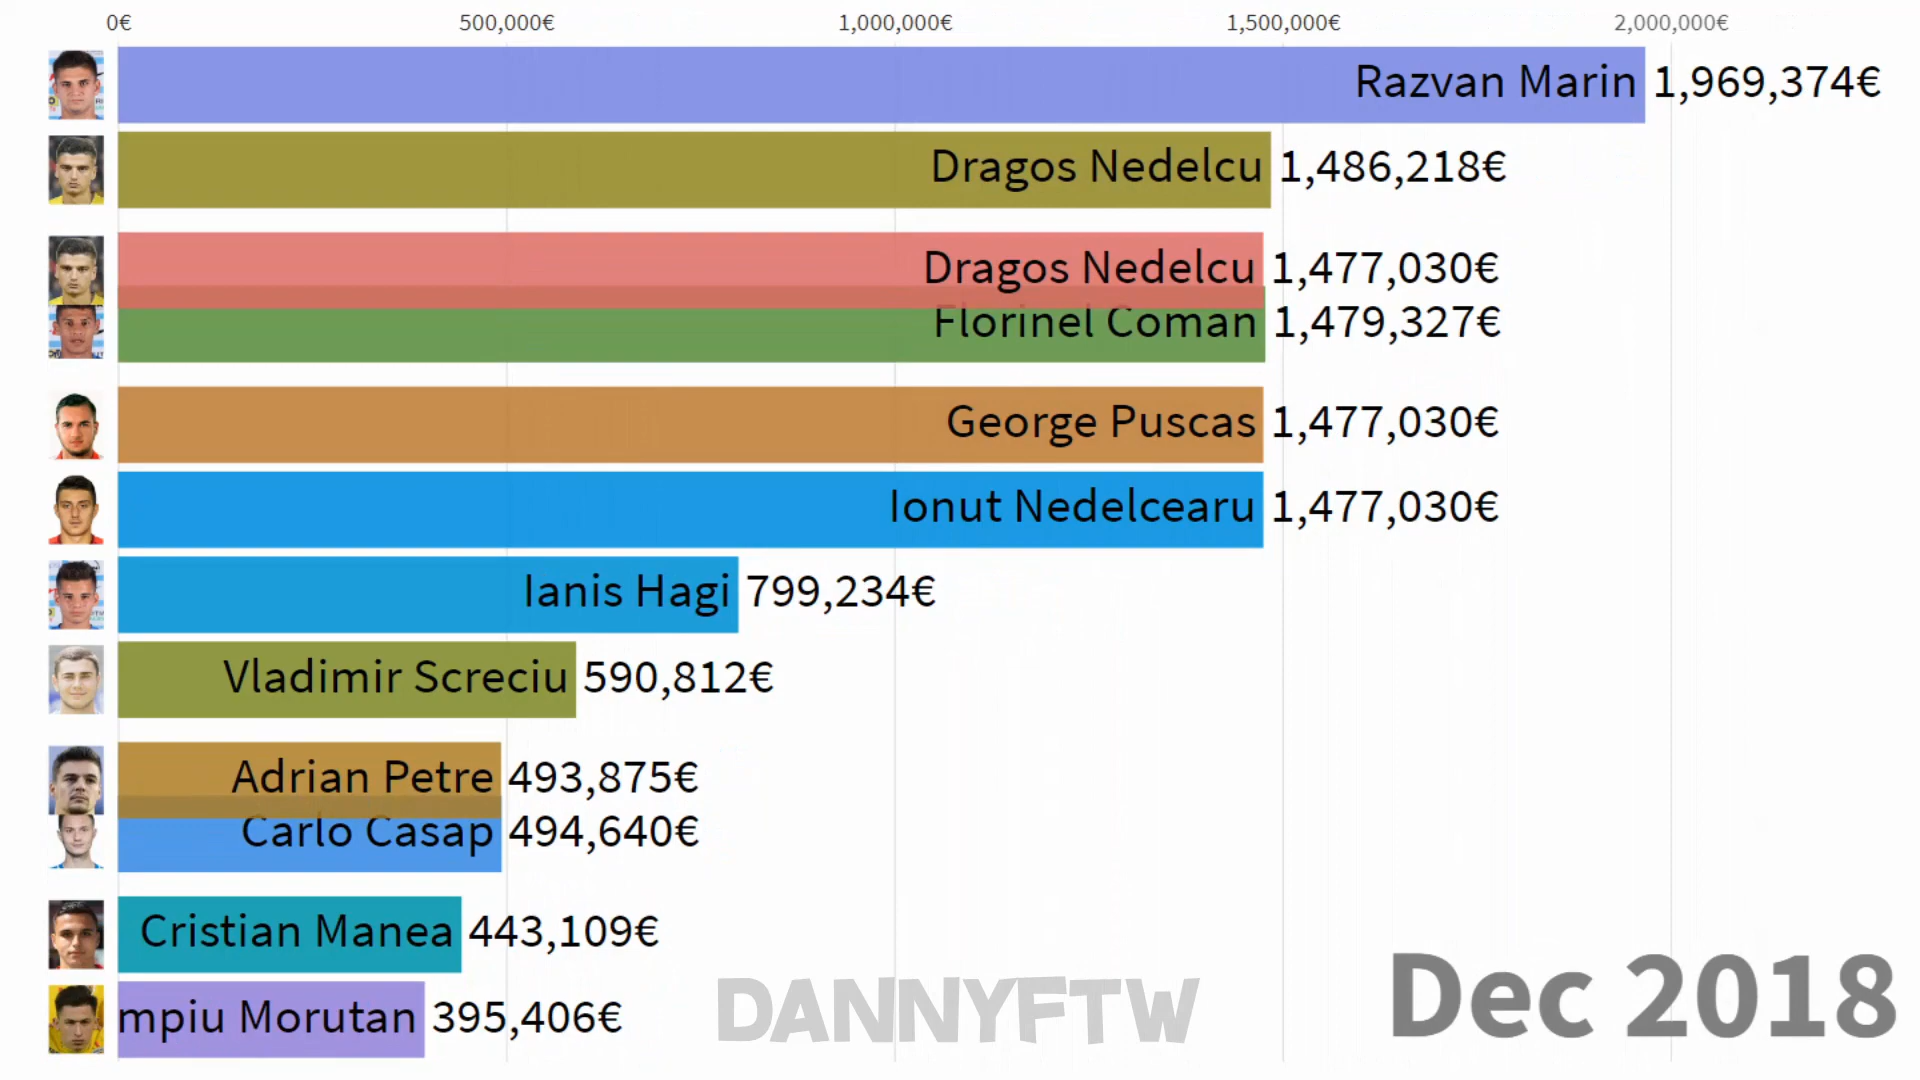 0€ 500,000€ 1,000,000€ 1,500,000€ 2,000,000€
Razvan Marin 1,969,374€
Dragos Nedelcu 1,486,218€
Dragos Nedelcu 1,477,030€
Florinel Coman 1,479,327€
George Puscas 1,477,030€
Ionut Nedelcearu 1,477,030€
Ianis Hagi 799,234€
Vladimir Screciu 590,812€
Adrian Petre 493,875€
Carlo Casap 494,640€
Cristian Manea 443,109€
mpiu Morutan 395,406€
DANNYFTW
Dec 2018